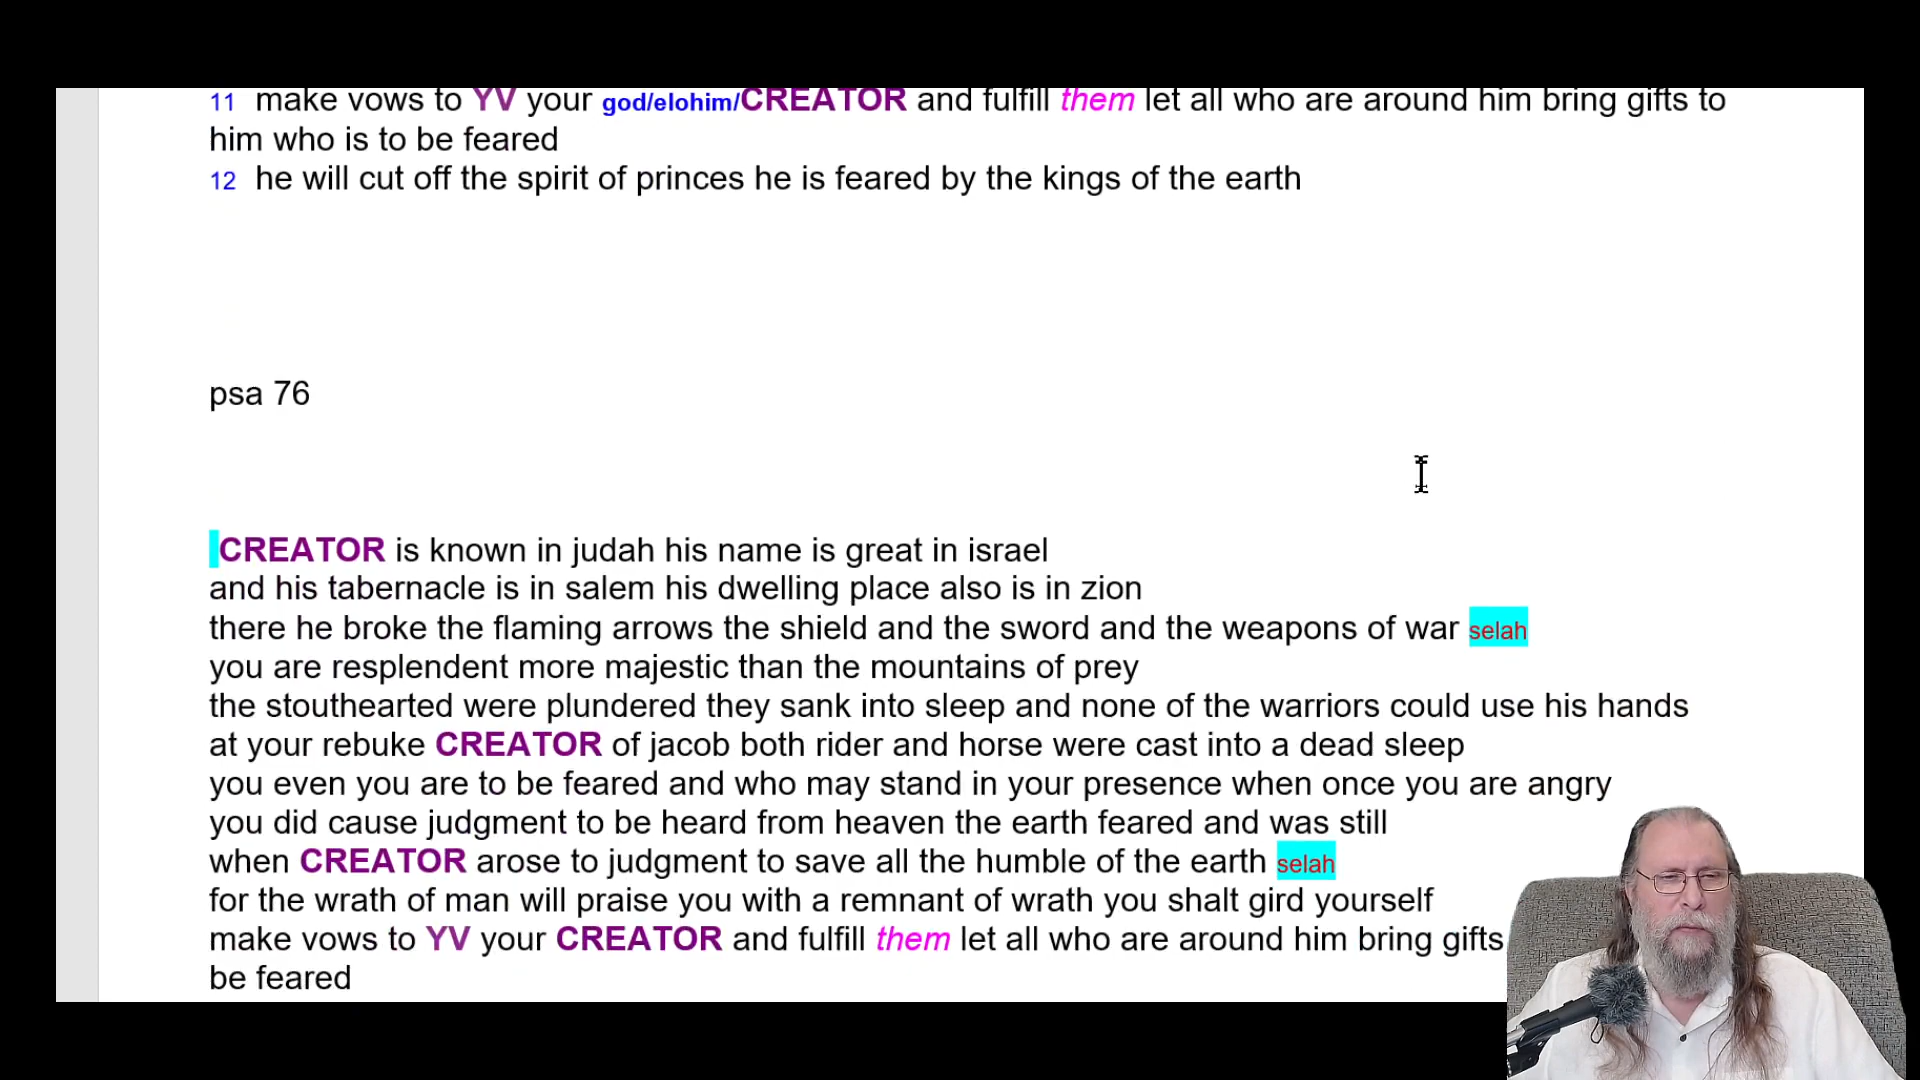 11 make vows to YV your god/elohim/CREATOR and fulfill them let all who are around him bring gifts to
him who is to be feared
12 he will cut off the spirit of princes he is feared by the kings of the earth
psa 76
CREATOR is known in judah his name is great in israel
and his tabernacle is in salem his dwelling place also is in zion
there he broke the flaming arrows the shield and the sword and the weapons of war selah
you are resplendent more majestic than the mountains of prey
the stouthearted were plundered they sank into sleep and none of the warriors could use his hands
at your rebuke CREATOR of jacob both rider and horse were cast into a dead sleep
you even you are to be feared and who may stand in your presence when once you are angry
you did cause judgment to be heard from heaven the earth feared and was still
when CREATOR arose to judgment to save all the humble of the earth selah
for the wrath of man will praise you with a remnant of wrath you shalt gird yourself
make vows to YV your CREATOR and fulfill them let all who are around him bring gifts
be feared